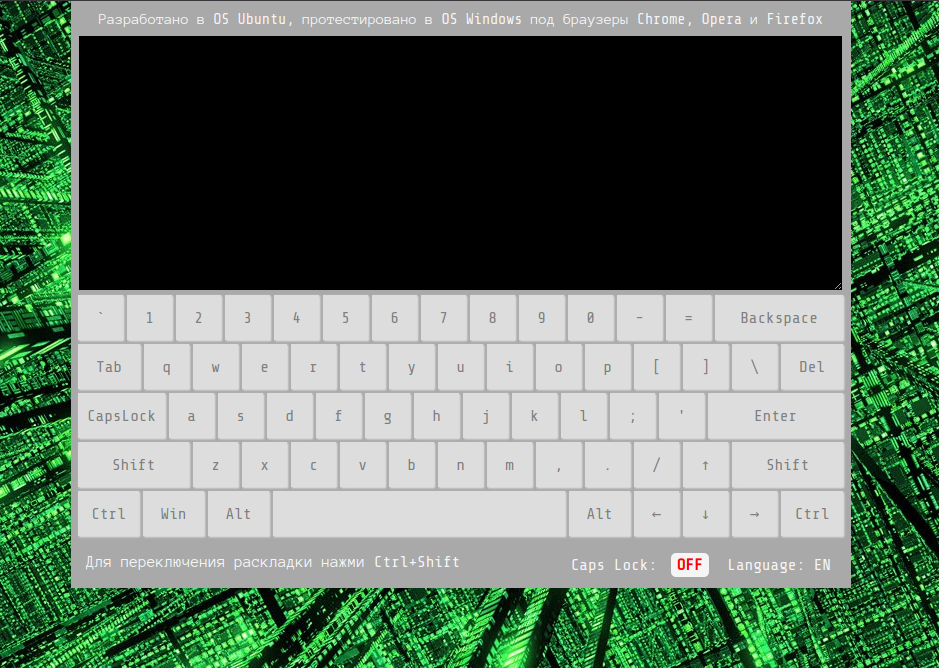 Разработано в OS Ubuntu, протестировано в OS Windows под браузеры Chrome, Opera и Firefox
` 1 2 3 4 5 6 7 8 9 0 - = Backspace
Tab q w e r t y u i o p [ ] \ Del
CapsLock a s d f g h j k l ; ' Enter
Shift z x c v b n m , . / ↑ Shift
Ctrl Win Alt Alt ← ↓ → Ctrl
Для переключения раскладки нажми Ctrl+Shift Caps Lock: OFF Language: EN